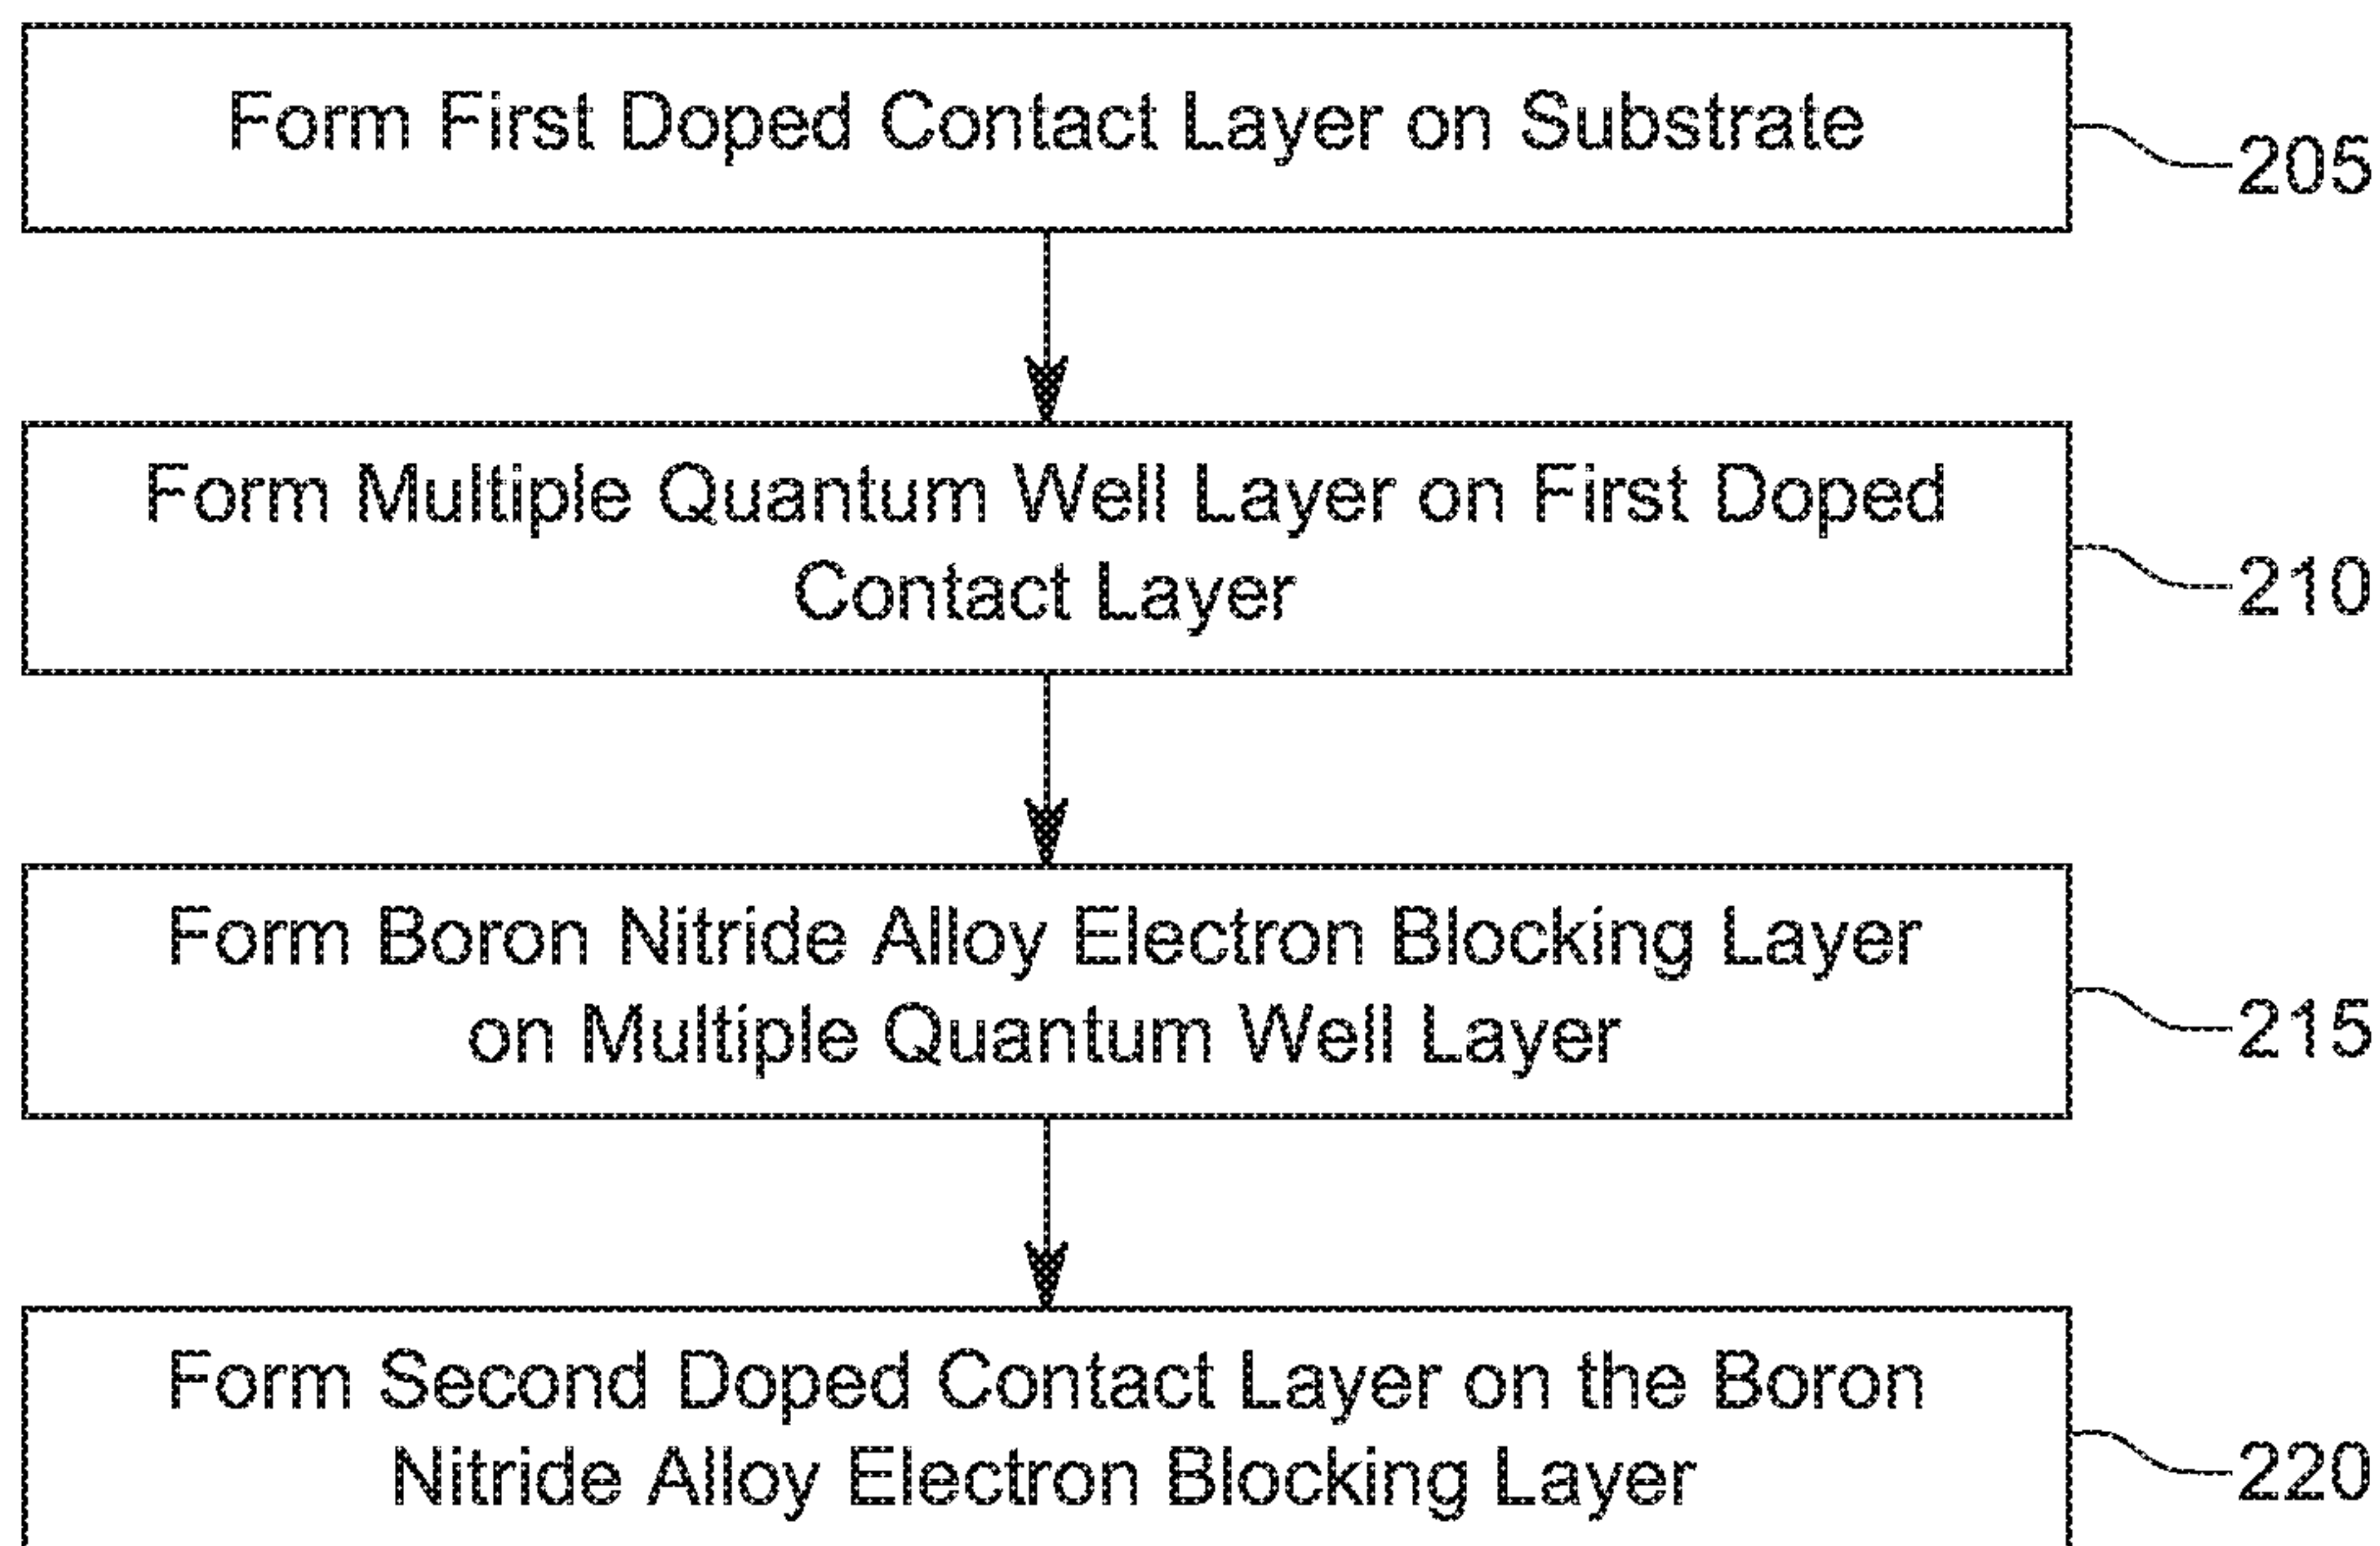 Form First Doped Contact Layer on Substrate
205
Form Multiple Quantum Well Layer on First Doped
Contact Layer
210
Form Boron Nitride Alloy Electron Blocking Layer
on Multiple Quantum Well Layer
215
Form Second Doped Contact Layer on the Boron
Nitride Alloy Electron Blocking Layer
220